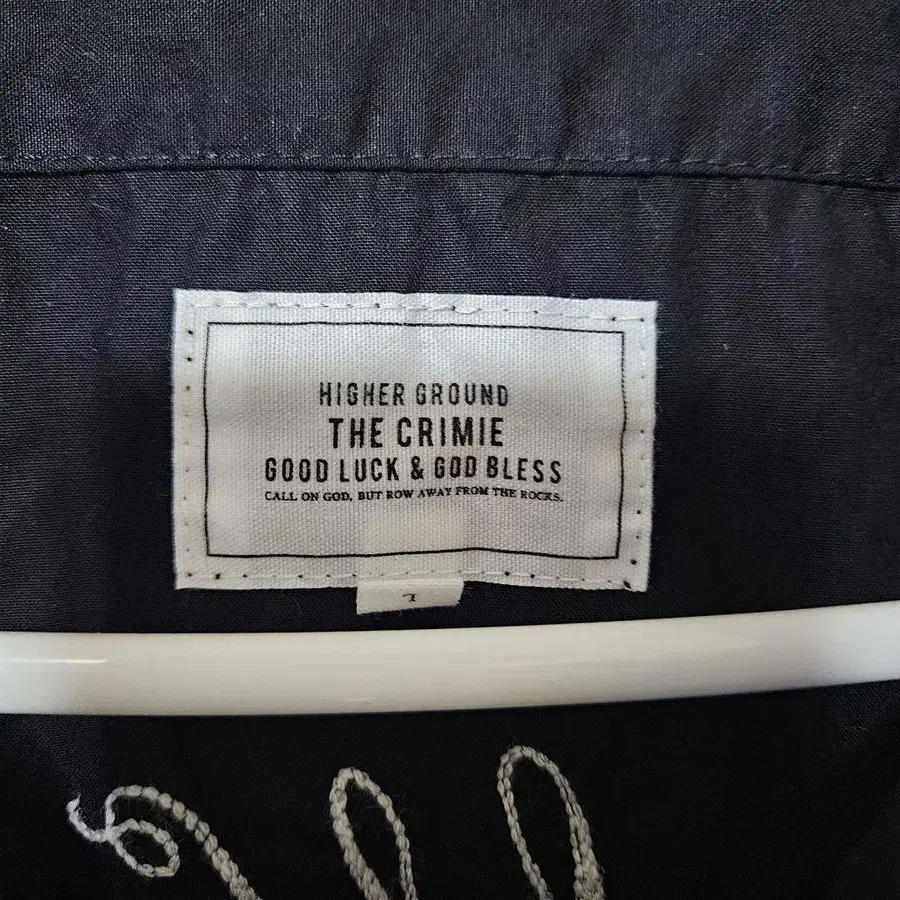 HIGHER GROUND
THE CRIMIE
GOOD LUCK & GOD BLESS
CALL ON GOD, BUT ROW AWAY FROM THE ROCKS.
L